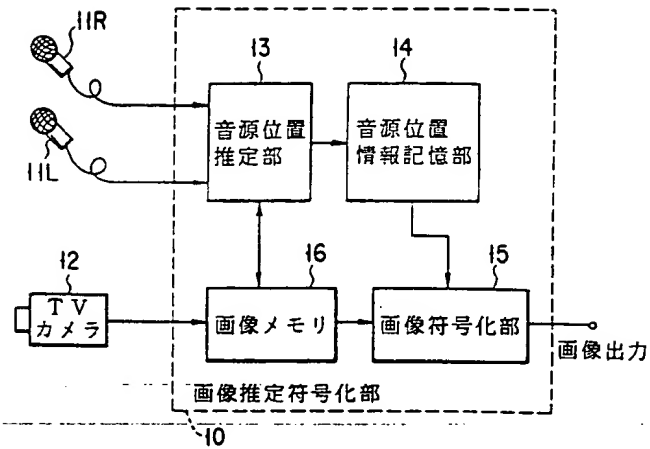 11R
11L
13
音源位置
推定部
14
音源位置
情報記憶部
12
TV
カメラ
16
画像メモリ
15
画像符号化部
画像出力
画像推定符号化部
10